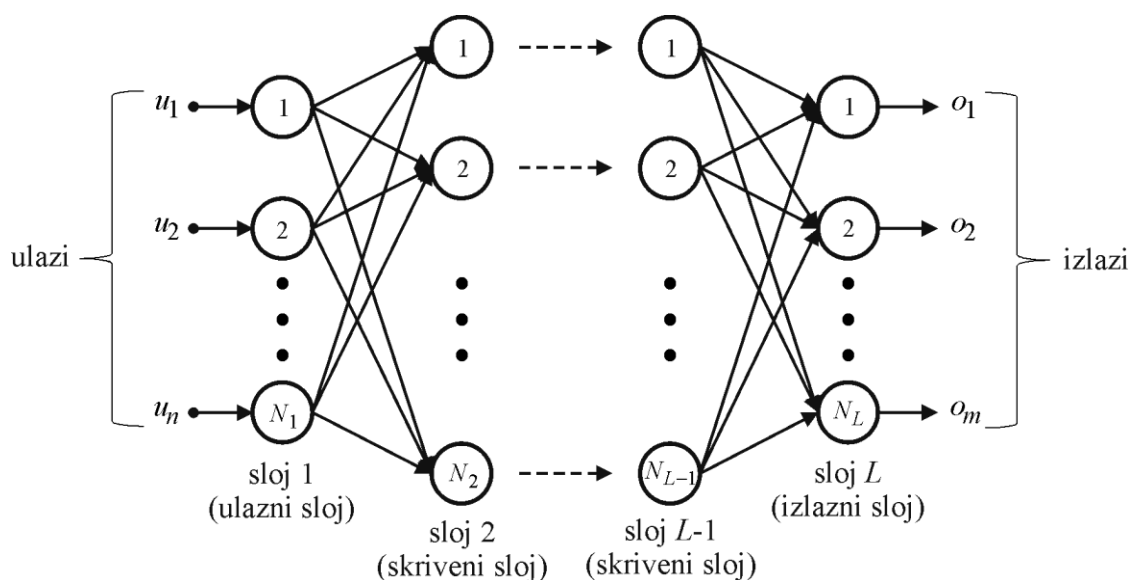 1 1
u1 1 1 o1
2 2
u2 2 2 o2
ulazi izlazi
un N1 NL om
N2 NL−1
sloj 1
(ulazni sloj)
sloj L
(izlazni sloj)
sloj 2
(skriveni sloj)
sloj L-1
(skriveni sloj)